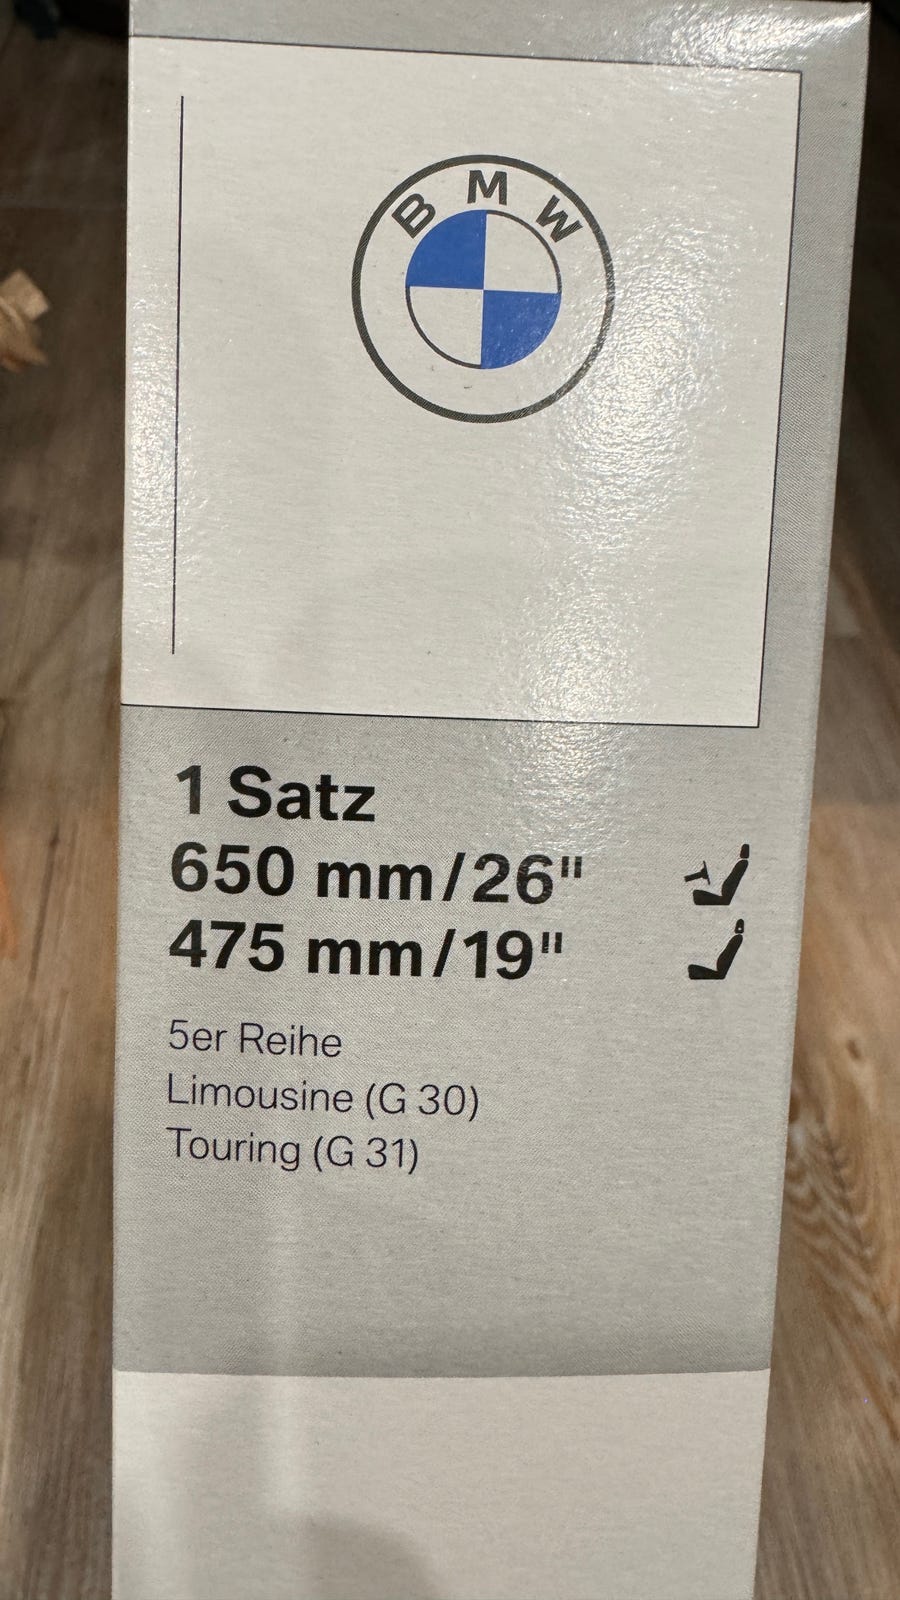 BMW
1 Satz
650 mm/26"
475 mm/19"
5er Reihe
Limousine (G 30)
Touring (G 31)